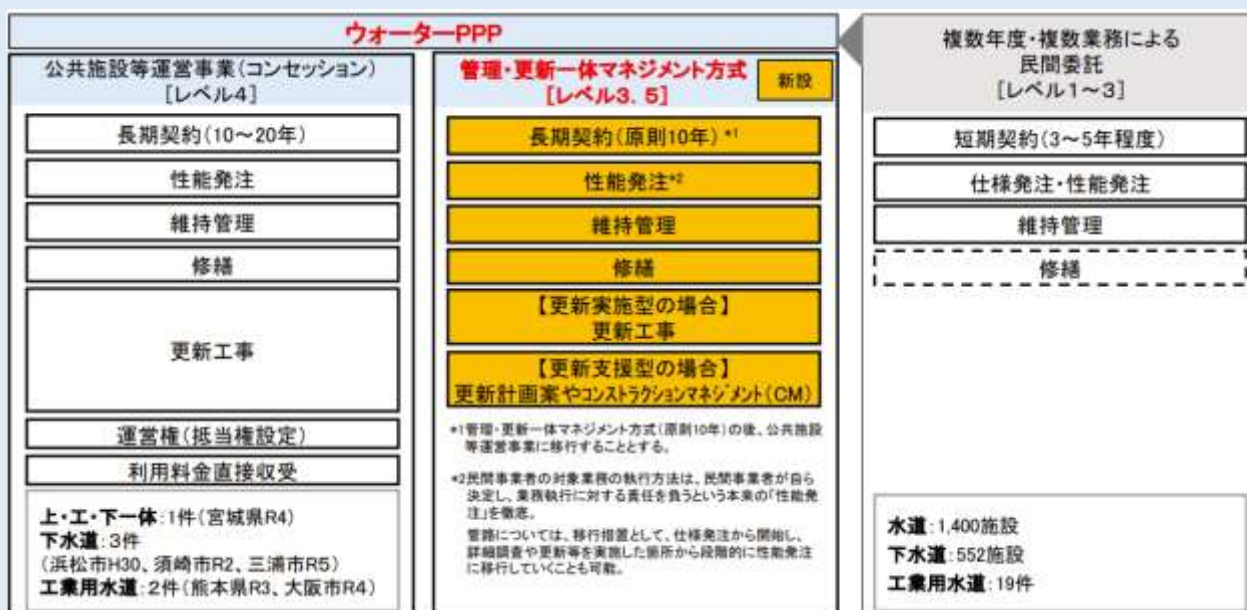 ウォーターPPP
公共施設等運営事業(コンセッション)
[レベル4]
長期契約(10～20年)
性能発注
維持管理
修繕
更新工事
運営権(抵当権設定)
利用料金直接収受
上・工・下一体:1件(宮城県R4)
下水道:3件
(浜松市H30、須崎市R2、三浦市R5)
工業用水道:2件(熊本県R3、大阪市R4)
管理・更新一体マネジメント方式
[レベル3.5]
新設
長期契約(原則10年)*1
性能発注*2
維持管理
修繕
【更新実施型の場合】
更新工事
【更新支援型の場合】
更新計画案やコンストラクションマネジメント(CM)
*1管理・更新一体マネジメント方式(原則10年)の後、公共施設
等運営事業に移行することとする。
*2民間事業者の対象業務の執行方法は、民間事業者が自ら
決定し、業務執行に対する責任を負うという本来の「性能発
注」を徹底。
管路については、移行措置として、仕様発注から開始し、
詳細調査や更新等を実施した箇所から段階的に性能発注
に移行していくことも可能。
複数年度・複数業務による
民間委託
[レベル1～3]
短期契約(3～5年程度)
仕様発注・性能発注
維持管理
修繕
水道:1,400施設
下水道:552施設
工業用水道:19件